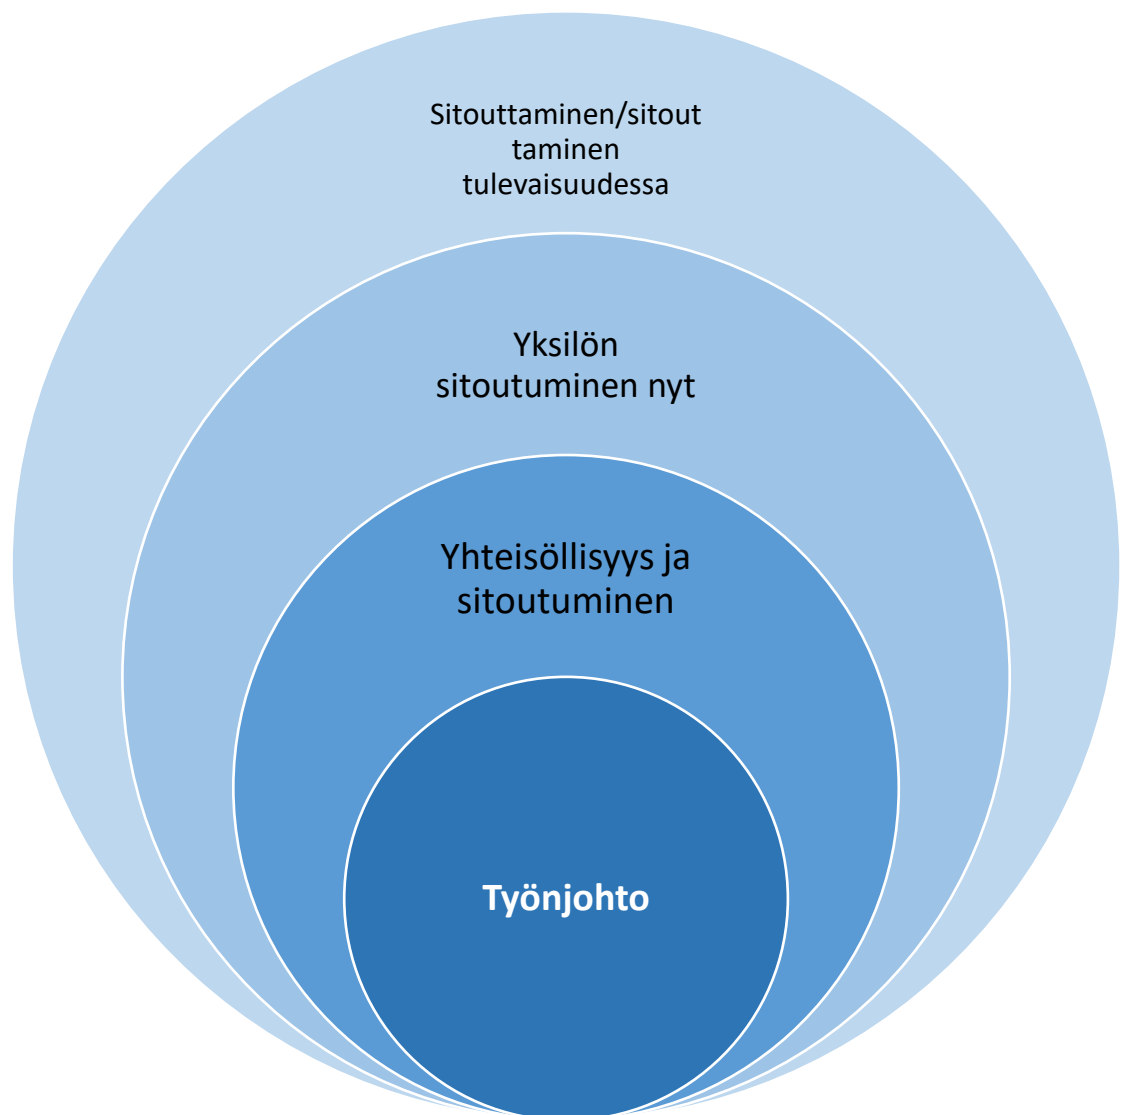 Sitouttaminen/sitout
taminen
tulevaisuudessa
Yksilön
sitoutuminen nyt
Yhteisöllisyys ja
sitoutuminen
Työnjohto